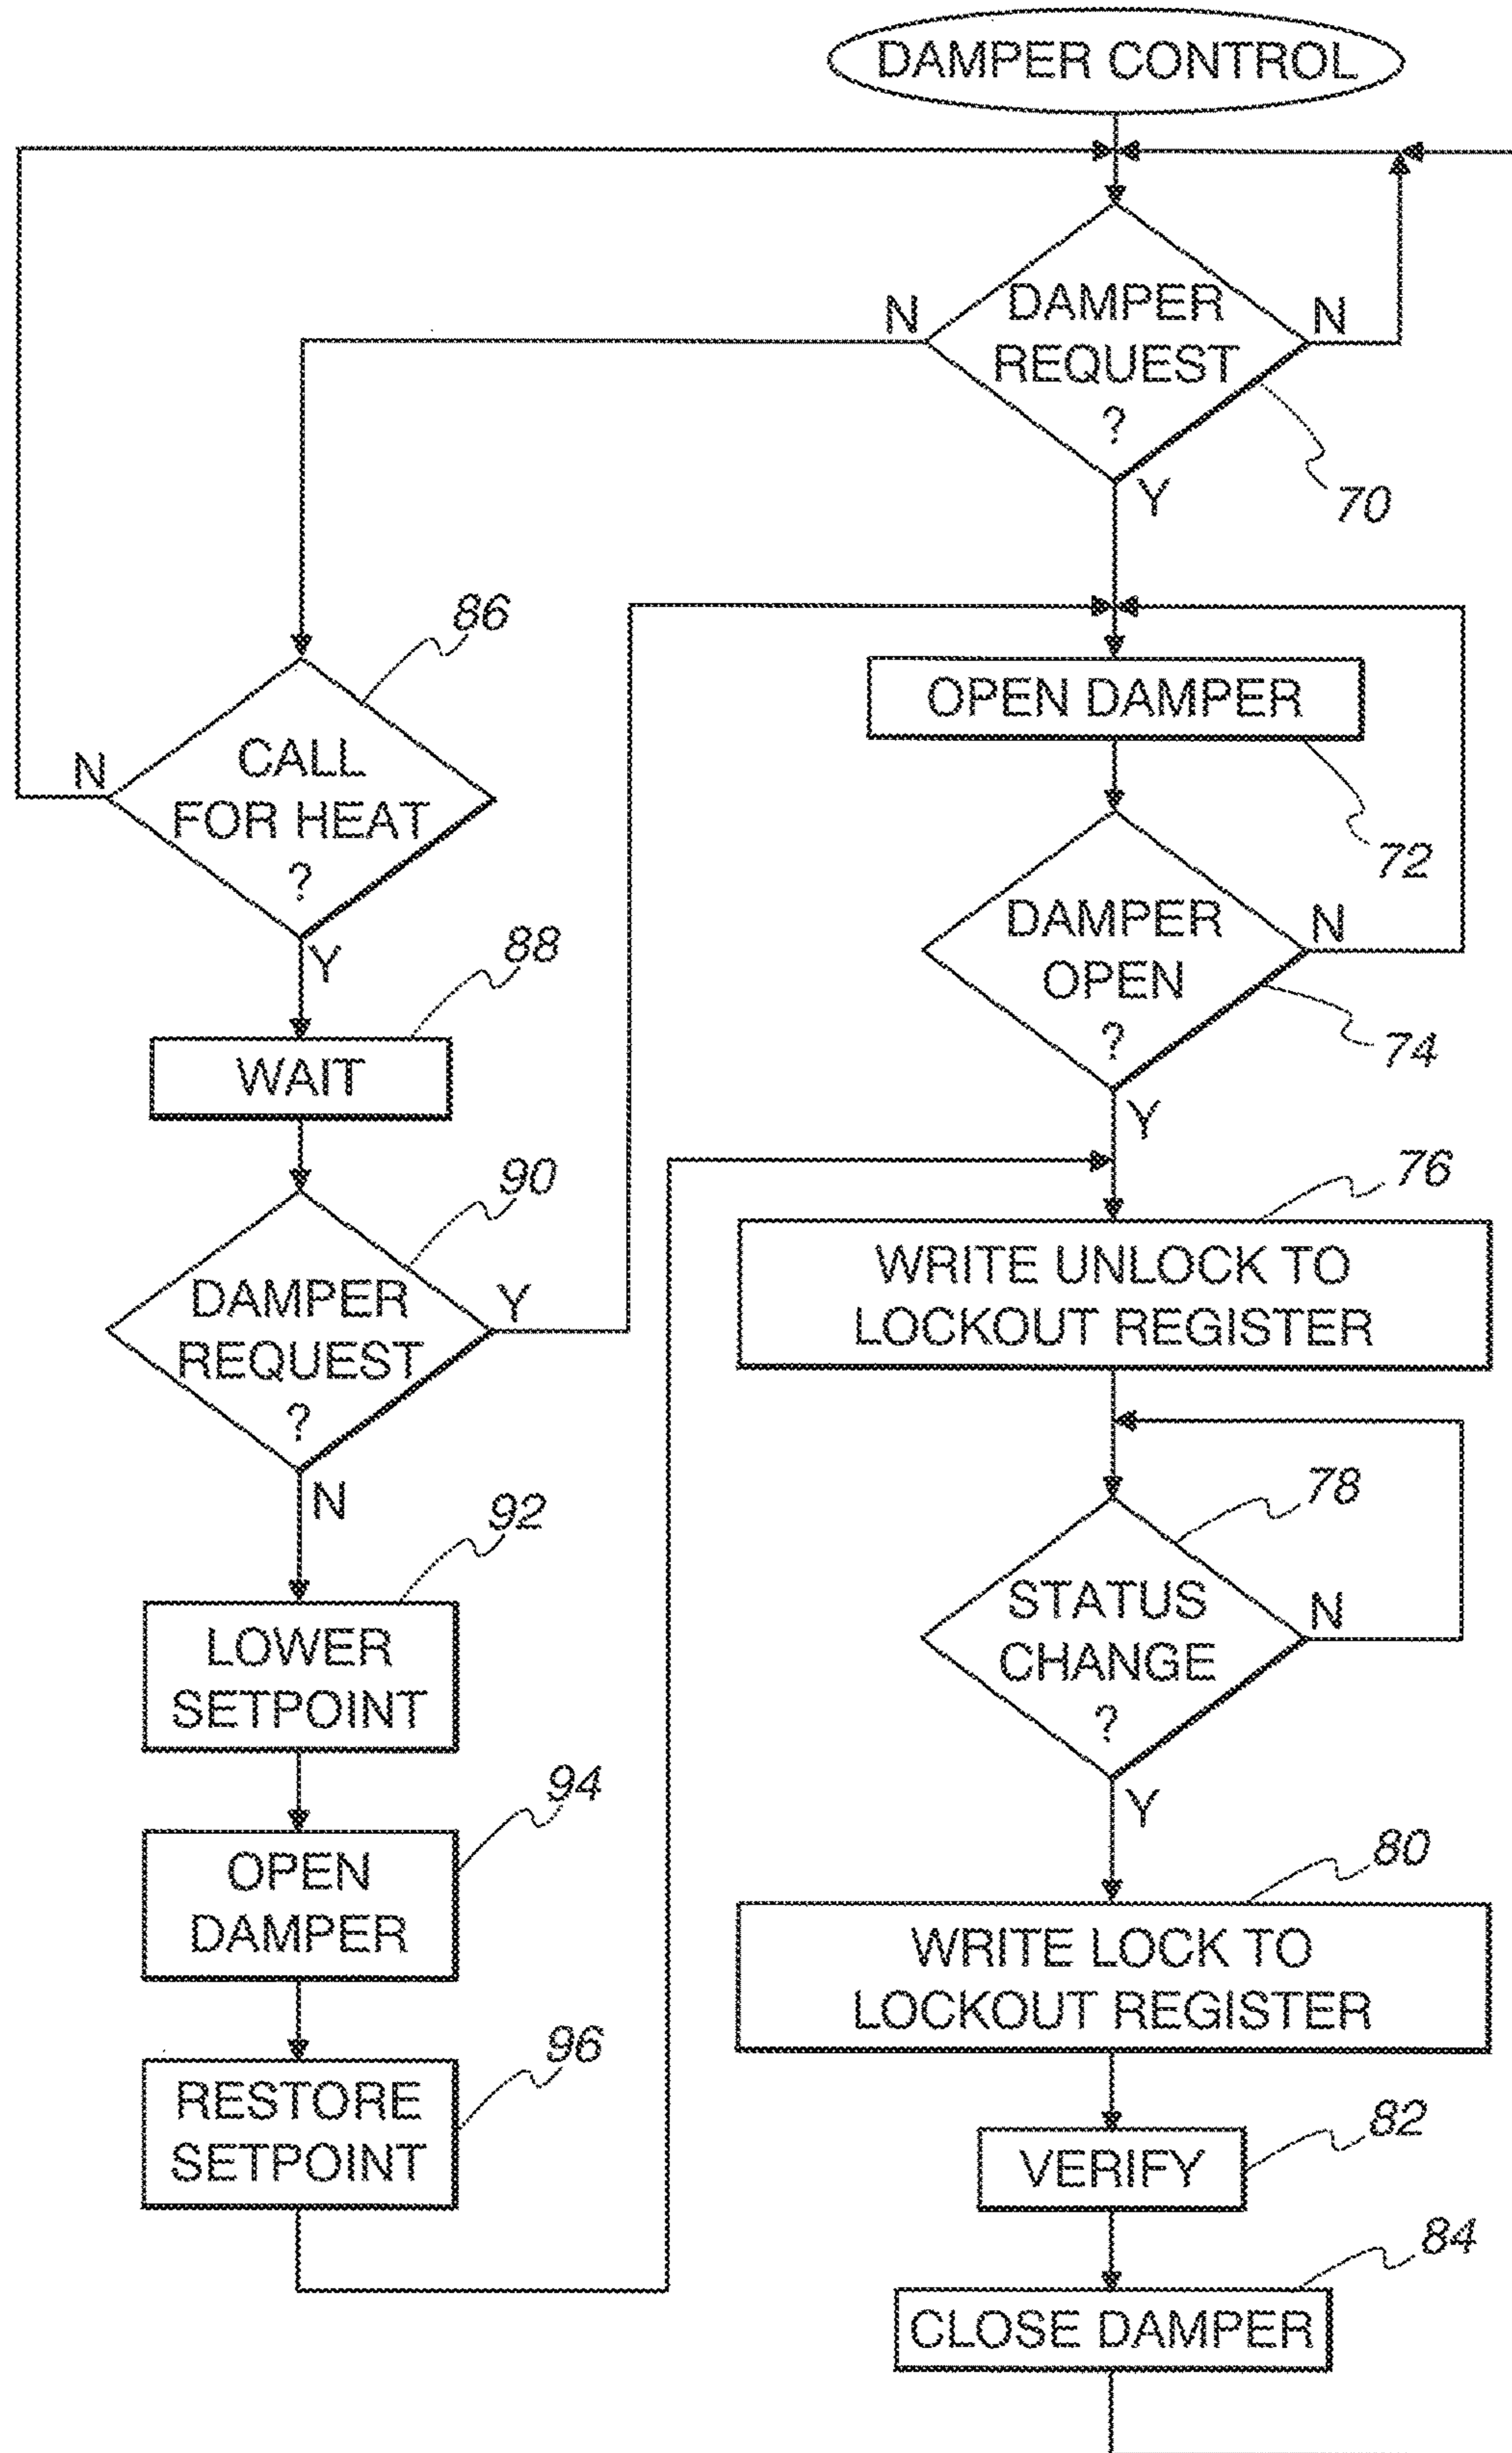 DAMPER CONTROL
N
DAMPER
REQUEST
?
N
Y
70
86
CALL
FOR HEAT
?
N
Y
88
WAIT
90
DAMPER
REQUEST
?
Y
N
92
LOWER
SETPOINT
94
OPEN
DAMPER
96
RESTORE
SETPOINT
OPEN DAMPER
72
DAMPER
OPEN
?
N
74
Y
76
WRITE UNLOCK TO
LOCKOUT REGISTER
78
STATUS
CHANGE
?
N
Y
80
WRITE LOCK TO
LOCKOUT REGISTER
82
VERIFY
84
CLOSE DAMPER